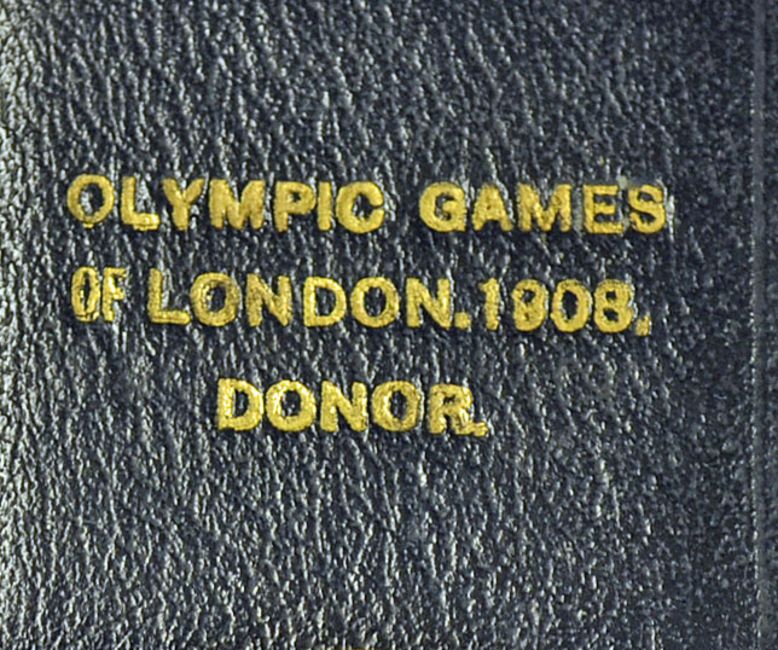 OLYMPIC GAMES
OF LONDON.1908.
DONOR.